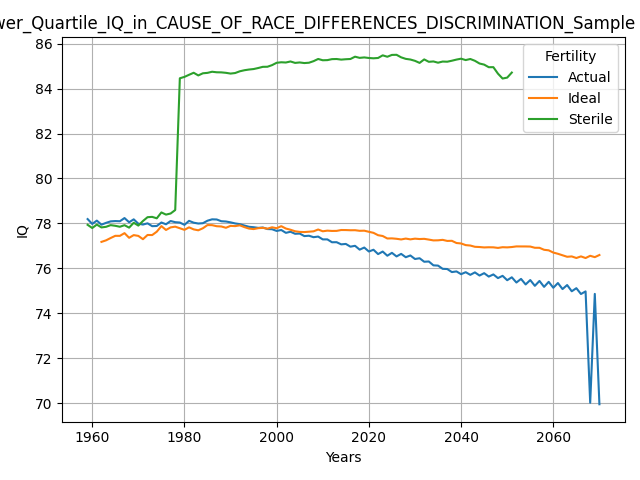 wer_Quartile_IQ_in_CAUSE_OF_RACE_DIFFERENCES_DISCRIMINATION_Sample
86
84
82
80
78
76
74
72
70
IQ
Fertility
Actual
Ideal
Sterile
1960
1980
2000
2020
2040
2060
Years